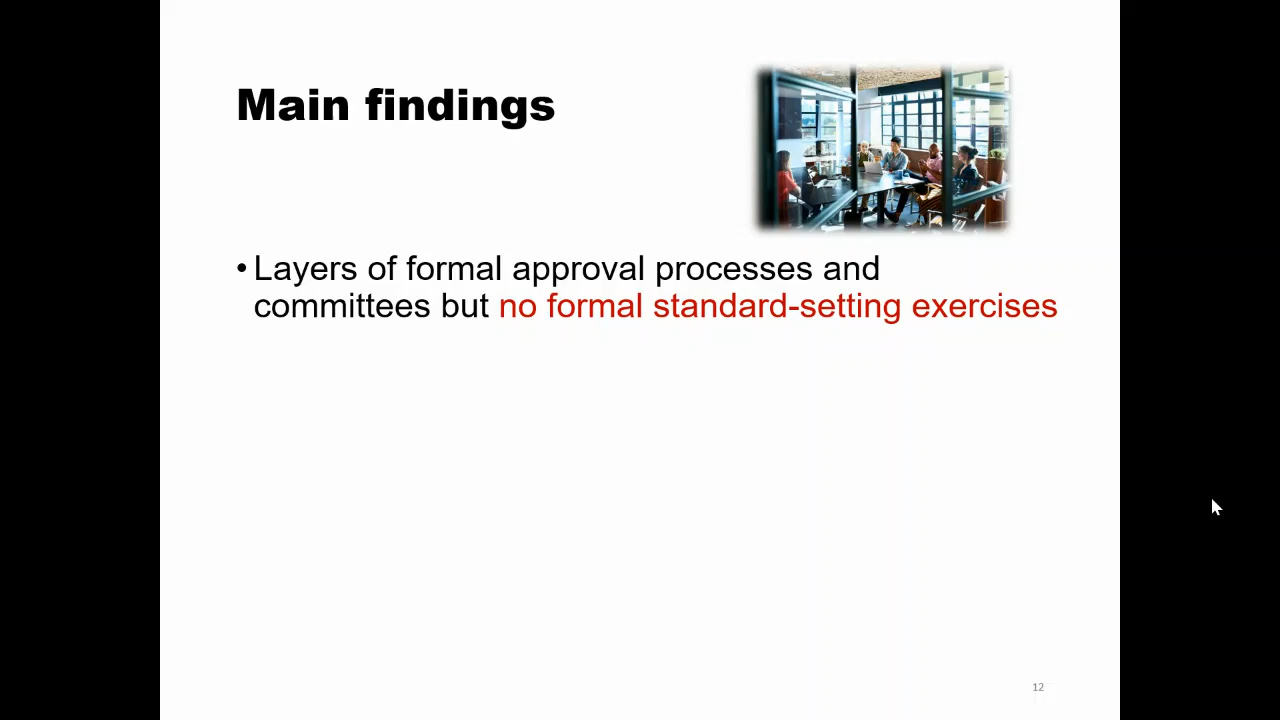 Main findings
• Layers of formal approval processes and
committees but no formal standard-setting exercises
12